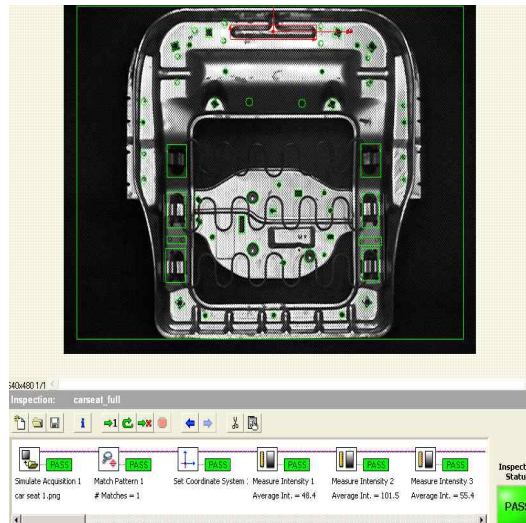 640x480 1/1
Inspection: carseat_full
PASS PASS PASS PASS PASS PASS
Simulate Acquisition 1 Match Pattern 1 Set Coordinate System Measure Intensity 1 Measure Intensity 2 Measure Intensity 3
car seat 1.png # Matches = 1 Average Int. = 48.4 Average Int. = 101.5 Average Int. = 55.4
Inspect
Statu
PASS